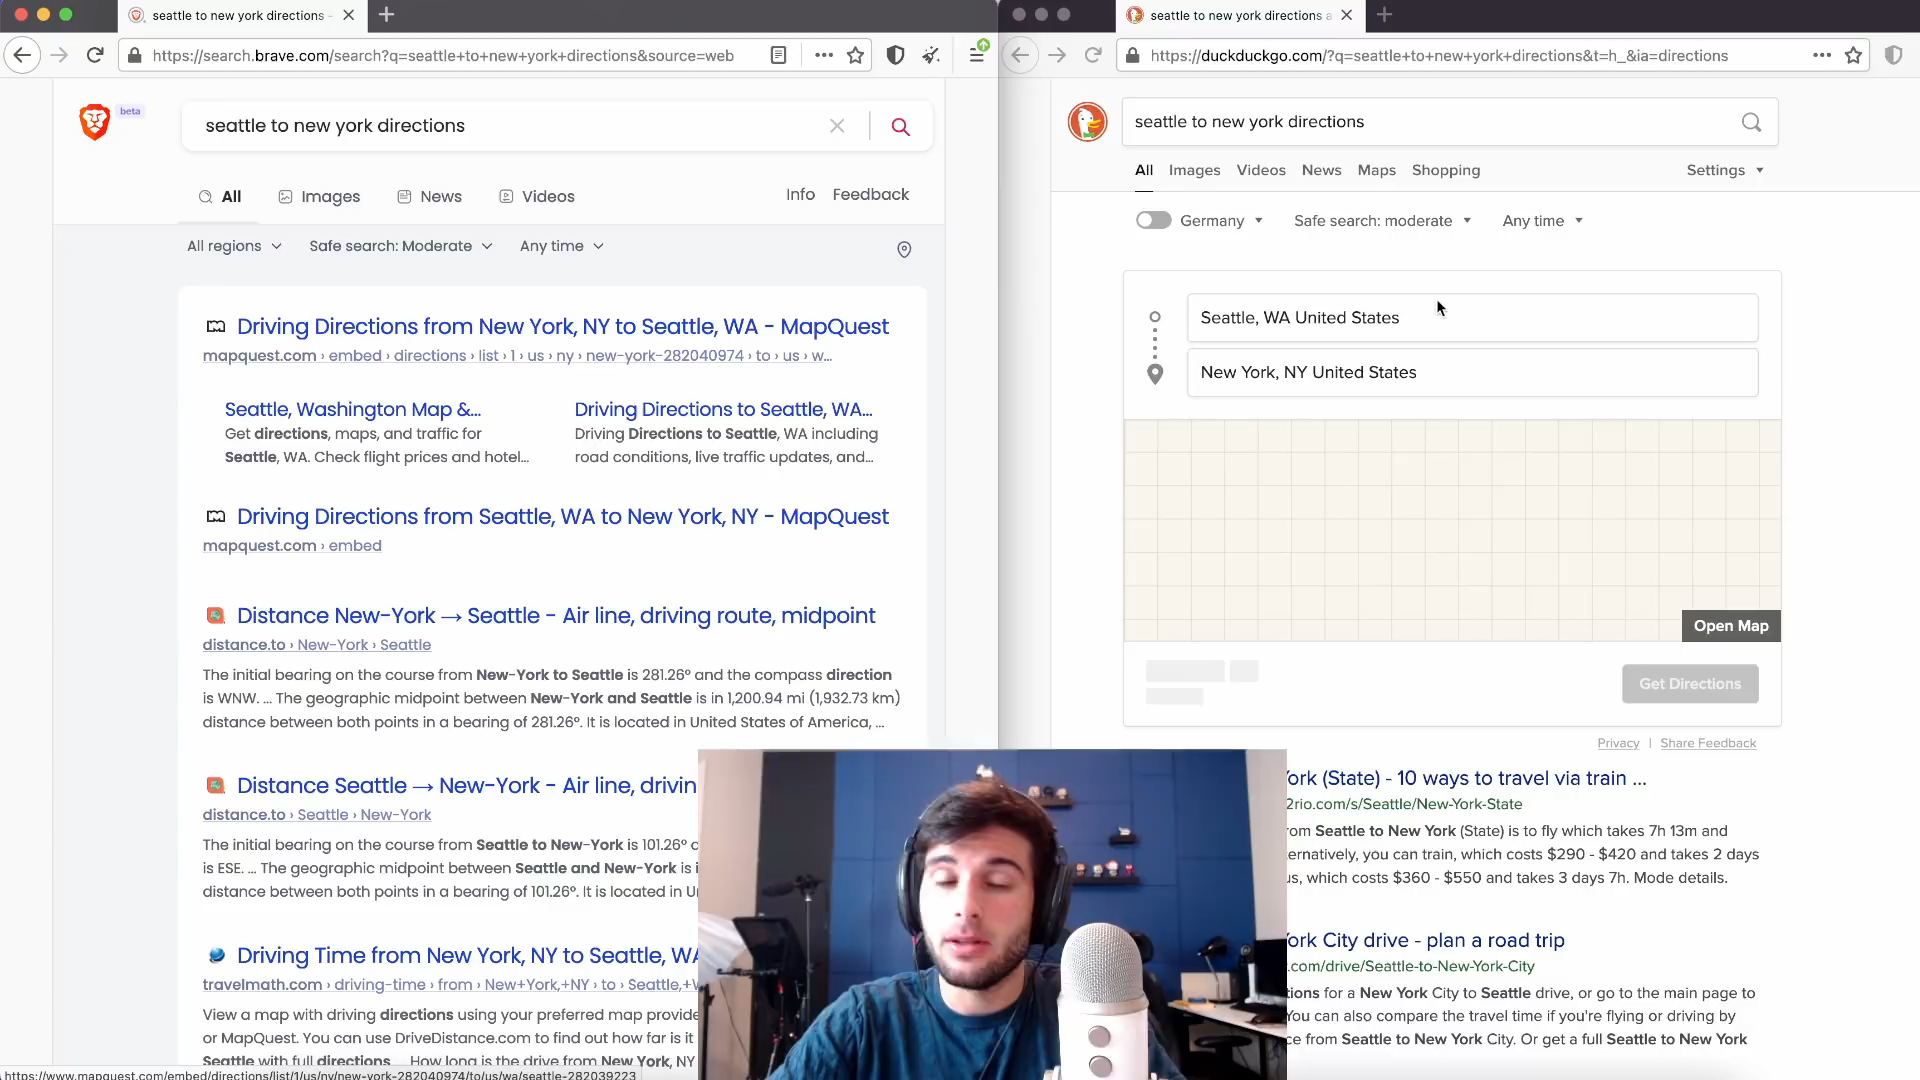 seattle to new york directions -
https://search.brave.com/search?q=seattle+to+new+york+directions&source=web
beta
seattle to new york directions
All
Images
News
Videos
Info
Feedback
All regions
Safe search: Moderate
Any time
Driving Directions from New York, NY to Seattle, WA - MapQuest
mapquest.com › embed › directions › list › 1 › us › ny › new-york-282040974 › to › us › w...
Seattle, Washington Map &...
Get directions, maps, and traffic for
Seattle, WA. Check flight prices and hotel...
Driving Directions to Seattle, WA...
Driving Directions to Seattle, WA including
road conditions, live traffic updates, and...
Driving Directions from Seattle, WA to New York, NY - MapQuest
mapquest.com › embed
Distance New-York → Seattle - Air line, driving route, midpoint
distance.to › New-York › Seattle
The initial bearing on the course from New-York to Seattle is 281.26° and the compass direction
is WNW. ... The geographic midpoint between New-York and Seattle is in 1,200.94 mi (1,932.73 km)
distance between both points in a bearing of 281.26°. It is located in United States of America, ...
Distance Seattle → New-York - Air line, drivin
distance.to › Seattle › New-York
The initial bearing on the course from Seattle to New-York is 101.26° c
is ESE. ... The geographic midpoint between Seattle and New-York is i
distance between both points in a bearing of 101.26°. It is located in U
Driving Time from New York, NY to Seattle, WA
travelmath.com › driving-time › from › New+York,+NY › to › Seattle,+W
View a map with driving directions using your preferred map provide
or MapQuest. You can use DriveDistance.com to find out how far is it
Seattle with full directions ... How long is the drive from New York, NY
https://www.mapquest.com/embed/directions/list/1/us/ny/new-york-282040974/to/us/wa/seattle-282039223
seattle to new york directions a
https://duckduckgo.com/?q=seattle+to+new+york+directions&t=h_&ia=directions
seattle to new york directions
All
Images
Videos
News
Maps
Shopping
Settings
Germany
Safe search: moderate
Any time
Seattle, WA United States
New York, NY United States
Open Map
Get Directions
Privacy | Share Feedback
ork (State) - 10 ways to travel via train ...
2rio.com/s/Seattle/New-York-State
om Seattle to New York (State) is to fly which takes 7h 13m and
ernatively, you can train, which costs $290 - $420 and takes 2 days
us, which costs $360 - $550 and takes 3 days 7h. Mode details.
ork City drive - plan a road trip
.com/drive/Seattle-to-New-York-City
tions for a New York City to Seattle drive, or go to the main page to
You can also compare the travel time if you're flying or driving by
ce from Seattle to New York City. Or get a full Seattle to New York